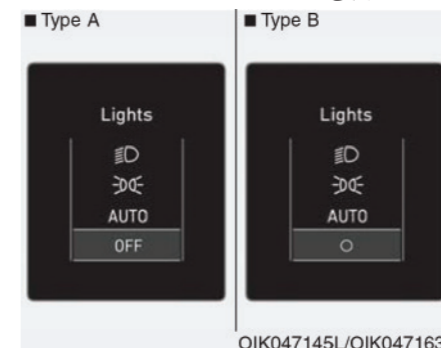 ■ Type A
■ Type B
Lights
AUTO
OFF
Lights
AUTO
OIK047145L/OIK047163